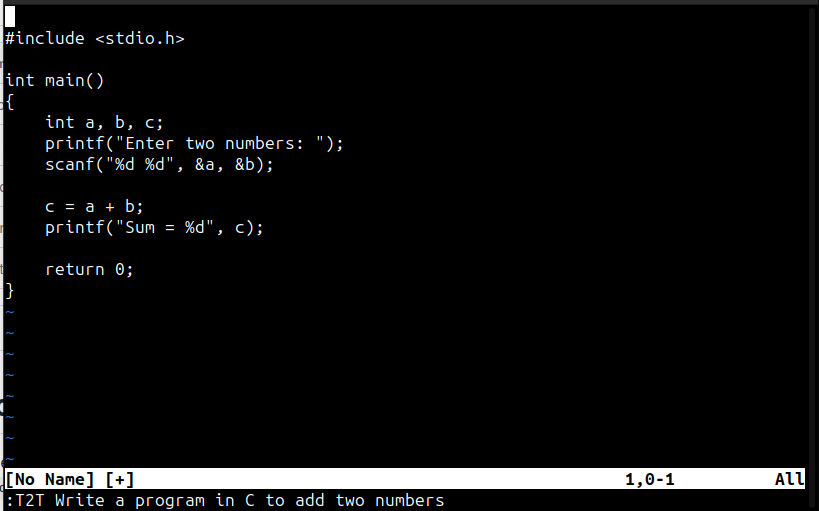 #include <stdio.h>
int main()
{
    int a, b, c;
    printf("Enter two numbers: ");
    scanf("%d %d", &a, &b);
    c = a + b;
    printf("Sum = %d", c);
    return 0;
}
~
~
~
~
~
~
~
~
[No Name] [+] 1,0-1 All
:T2T Write a program in C to add two numbers